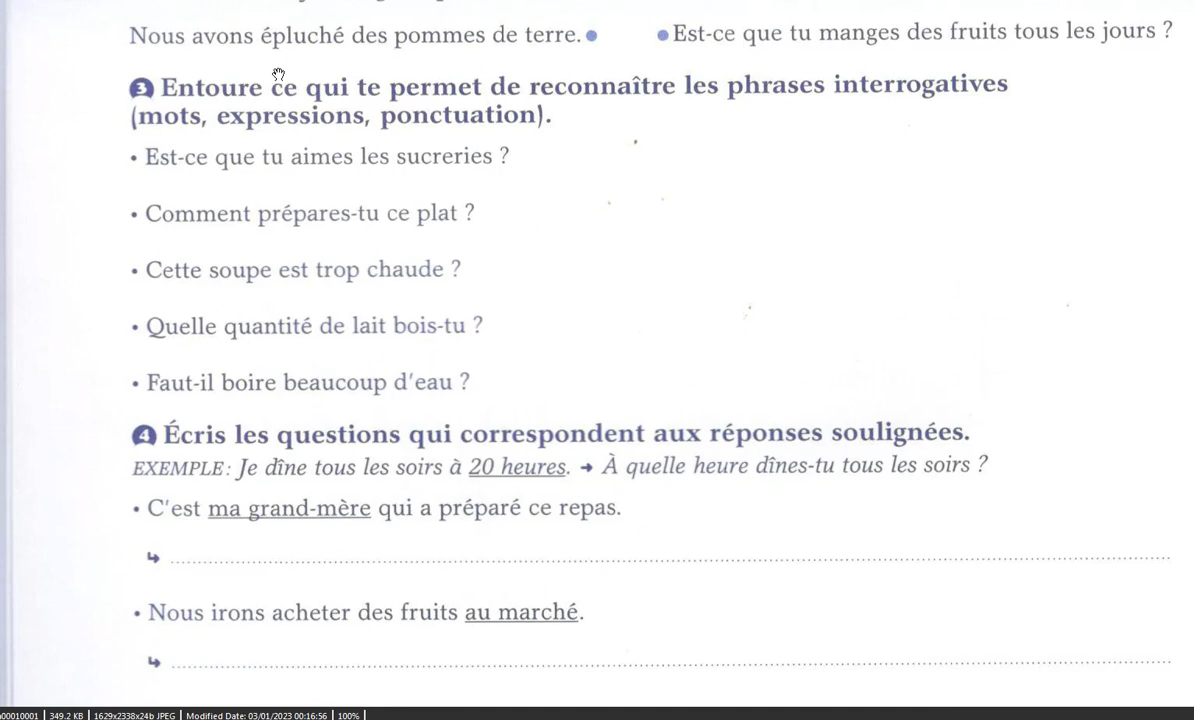 Nous avons épluché des pommes de terre. • • Est-ce que tu manges des fruits tous les jours ?
3 Entoure ce qui te permet de reconnaître les phrases interrogatives
(mots, expressions, ponctuation).
• Est-ce que tu aimes les sucreries ?
• Comment prépares-tu ce plat ?
• Cette soupe est trop chaude ?
• Quelle quantité de lait bois-tu ?
• Faut-il boire beaucoup d'eau ?
4 Écris les questions qui correspondent aux réponses soulignées.
EXEMPLE : Je dîne tous les soirs à 20 heures. → À quelle heure dînes-tu tous les soirs ?
• C'est ma grand-mère qui a préparé ce repas.
• Nous irons acheter des fruits au marché.
a00010001 | 349.2 KB | 1629x2338x24b JPEG | Modified Date: 03/01/2023 00:16:56 | 100% |